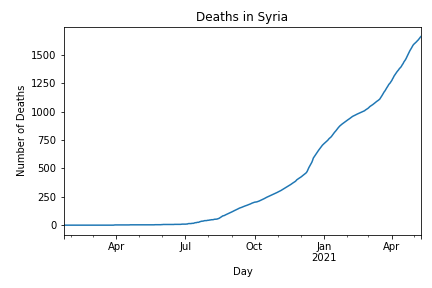 Deaths in Syria
Number of Deaths
1500
1250
1000
750
500
250
0
Apr
Jul
Oct
Jan
2021
Apr
Day